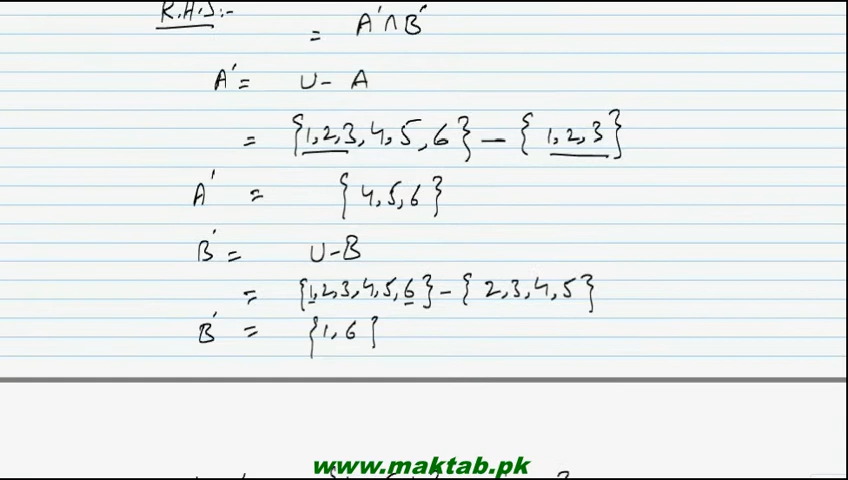 R.H.S:-
= A'∩B'
A' = U - A
= {1,2,3,4,5,6} - {1,2,3}
A' = {4,5,6}
B' = U-B
= {1,2,3,4,5,6} - {2,3,4,5}
B' = {1,6}
www.maktab.pk